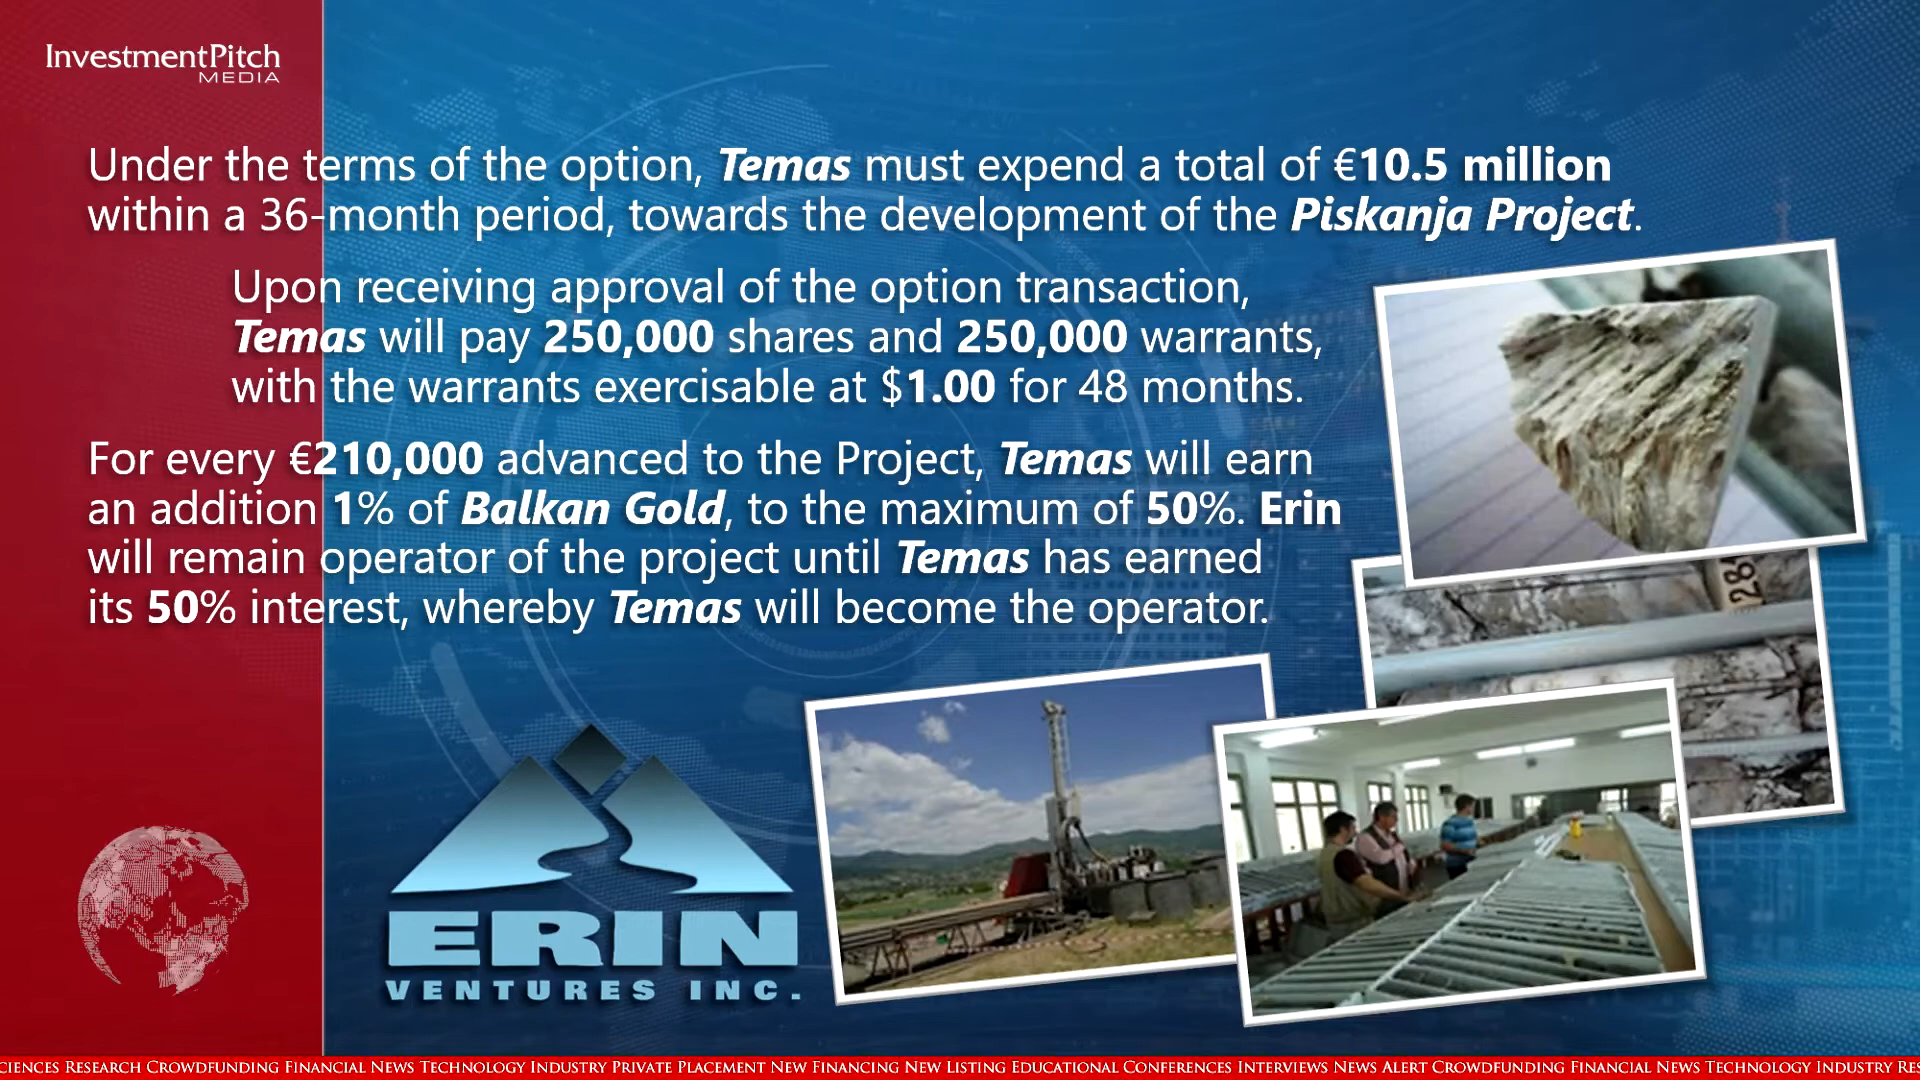 InvestmentPitch
MEDIA
Under the terms of the option, Temas must expend a total of €10.5 million
within a 36-month period, towards the development of the Piskanja Project.
Upon receiving approval of the option transaction,
Temas will pay 250,000 shares and 250,000 warrants,
with the warrants exercisable at $1.00 for 48 months.
For every €210,000 advanced to the Project, Temas will earn
an addition 1% of Balkan Gold, to the maximum of 50%. Erin
will remain operator of the project until Temas has earned
its 50% interest, whereby Temas will become the operator.
28
ERIN
VENTURES INC.
CIENCES RESEARCH CROWDFUNDING FINANCIAL NEWS TECHNOLOGY INDUSTRY PRIVATE PLACEMENT NEW FINANCING NEW LISTING EDUCATIONAL CONFERENCES INTERVIEWS NEWS ALERT CROWDFUNDING FINANCIAL NEWS TECHNOLOGY INDUSTRY RES